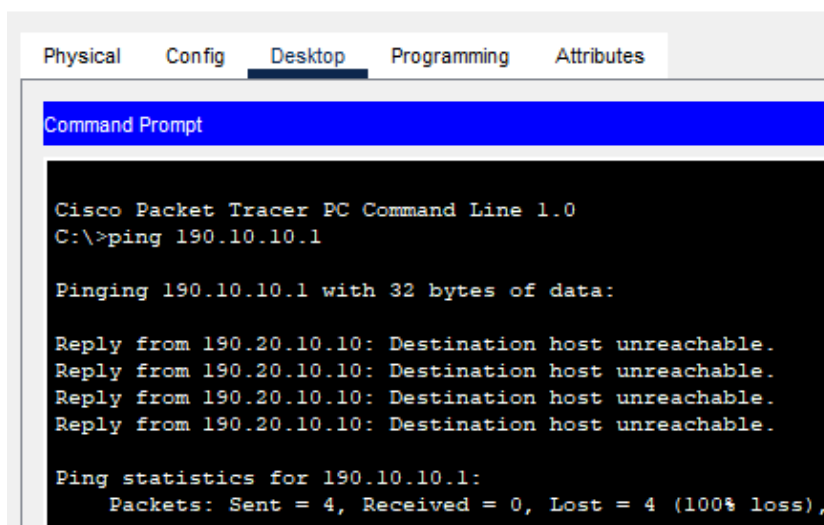 Physical Config Desktop Programming Attributes
Command Prompt
Cisco Packet Tracer PC Command Line 1.0
C:\>ping 190.10.10.1
Pinging 190.10.10.1 with 32 bytes of data:
Reply from 190.20.10.10: Destination host unreachable.
Reply from 190.20.10.10: Destination host unreachable.
Reply from 190.20.10.10: Destination host unreachable.
Reply from 190.20.10.10: Destination host unreachable.
Ping statistics for 190.10.10.1:
Packets: Sent = 4, Received = 0, Lost = 4 (100% loss),